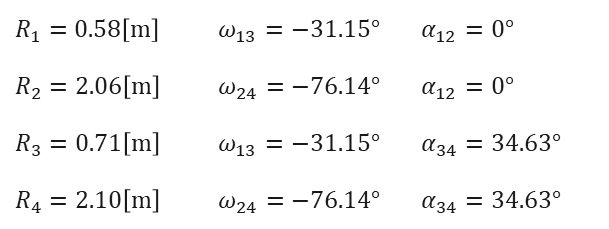 R₁ = 0.58[m] ω₁₃ = −31.15° α₁₂ = 0°
R₂ = 2.06[m] ω₂₄ = −76.14° α₁₂ = 0°
R₃ = 0.71[m] ω₁₃ = −31.15° α₃₄ = 34.63°
R₄ = 2.10[m] ω₂₄ = −76.14° α₃₄ = 34.63°